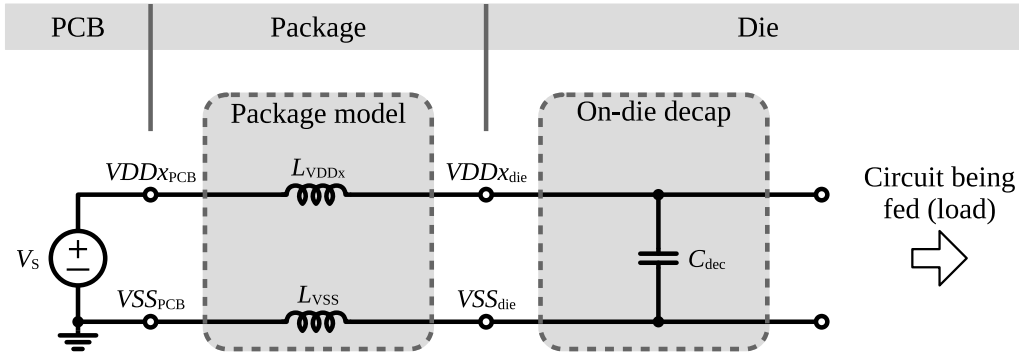 PCB Package Die
Package model On-die decap
VDDxPCB LVDDx VDDxdie
Circuit being
fed (load)
+
−
VS
Cdec
VSSPCB LVSS VSSdie